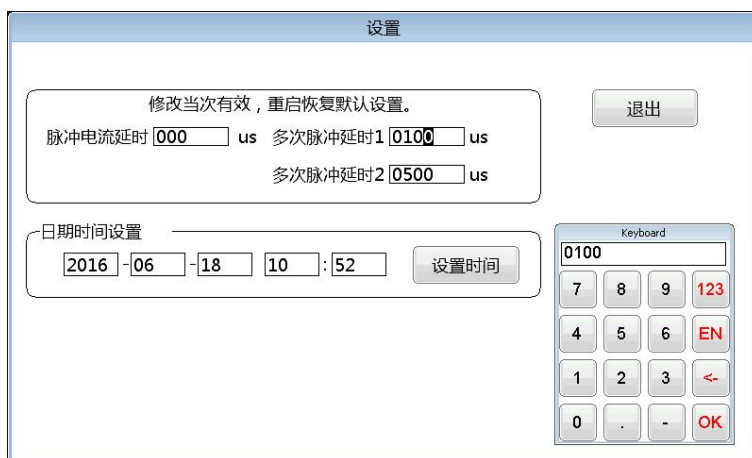 设置
修改当次有效，重启恢复默认设置。
退出
脉冲电流延时 000 us 多次脉冲延时1 0100 us
多次脉冲延时2 0500 us
日期时间设置
2016 -06 -18 10 :52 设置时间
Keyboard
0100
7 8 9 123
4 5 6 EN
1 2 3 <-
0 . - OK